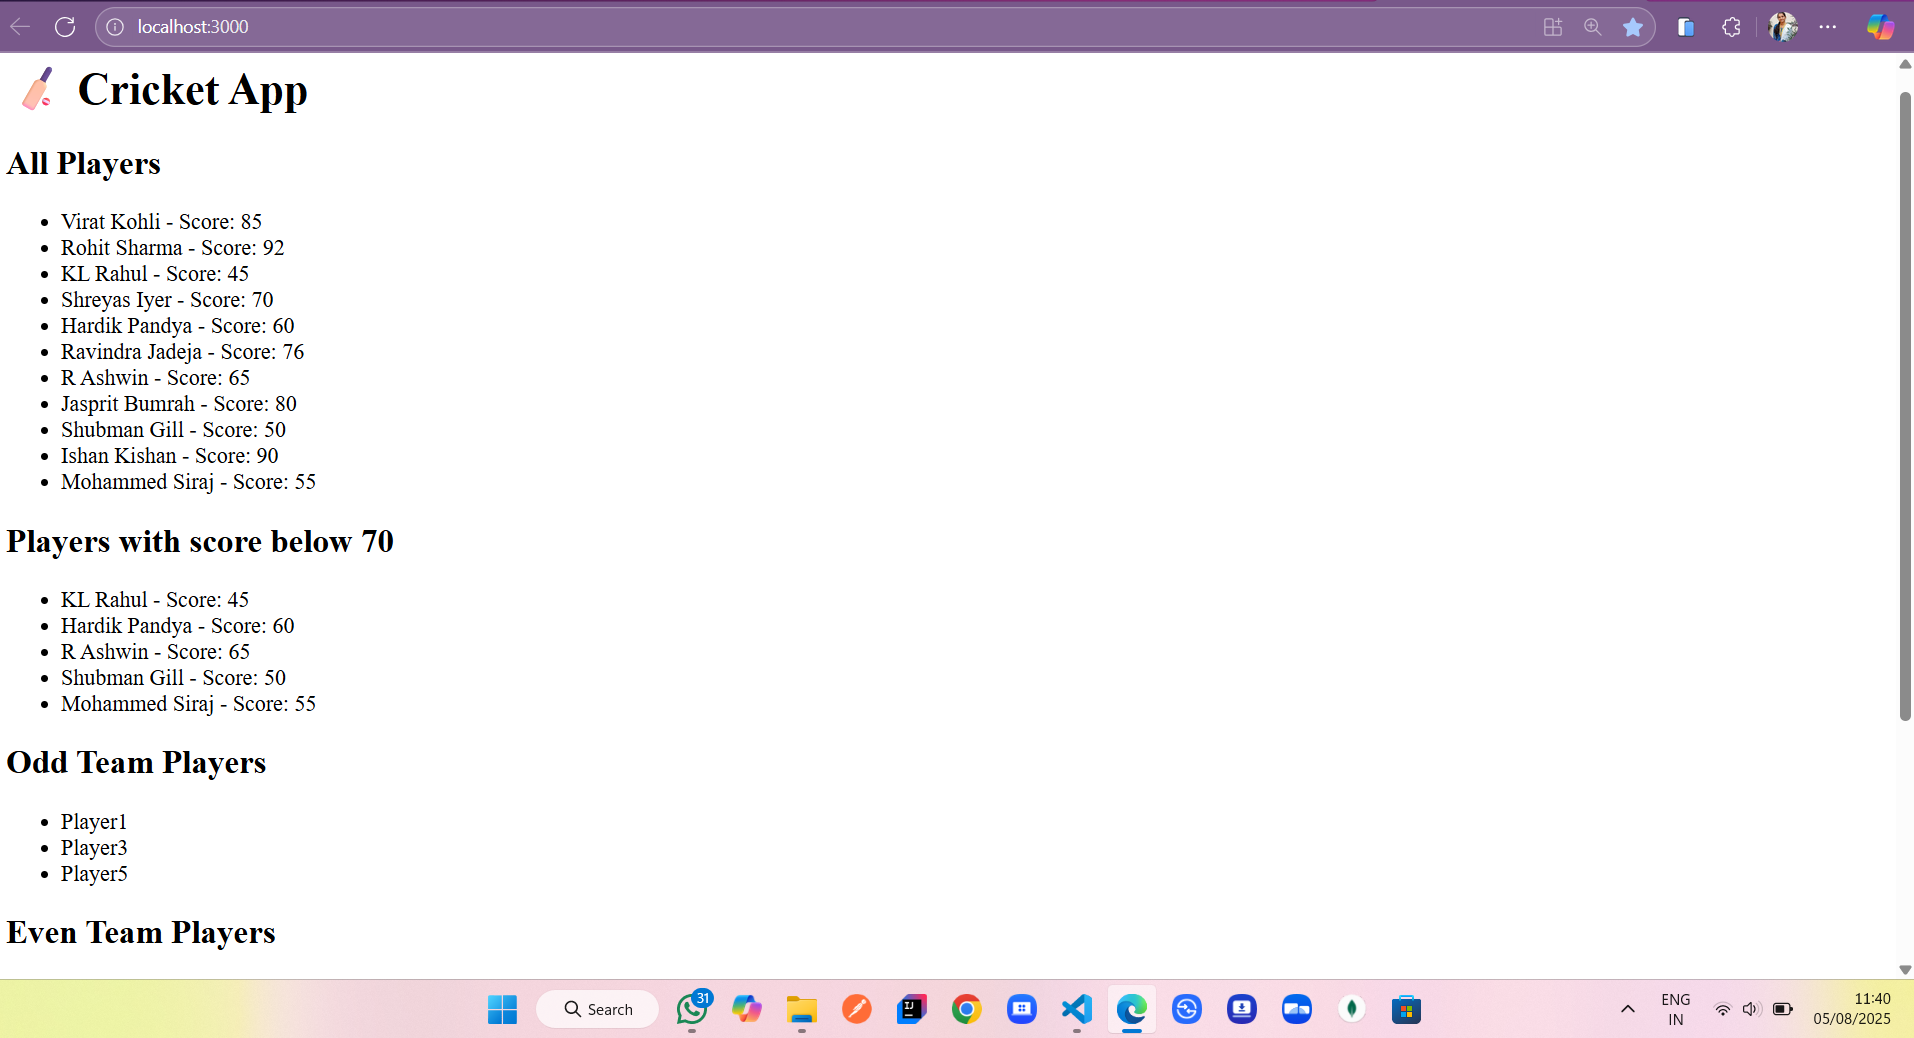 localhost:3000
Cricket App
All Players
• Virat Kohli - Score: 85
• Rohit Sharma - Score: 92
• KL Rahul - Score: 45
• Shreyas Iyer - Score: 70
• Hardik Pandya - Score: 60
• Ravindra Jadeja - Score: 76
• R Ashwin - Score: 65
• Jasprit Bumrah - Score: 80
• Shubman Gill - Score: 50
• Ishan Kishan - Score: 90
• Mohammed Siraj - Score: 55
Players with score below 70
• KL Rahul - Score: 45
• Hardik Pandya - Score: 60
• R Ashwin - Score: 65
• Shubman Gill - Score: 50
• Mohammed Siraj - Score: 55
Odd Team Players
• Player1
• Player3
• Player5
Even Team Players
Search
31
IJ
ENG
IN
11:40
05/08/2025